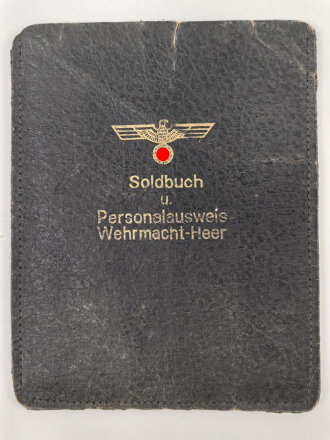 Soldbuch
u.
Personalausweis
Wehrmacht-Heer